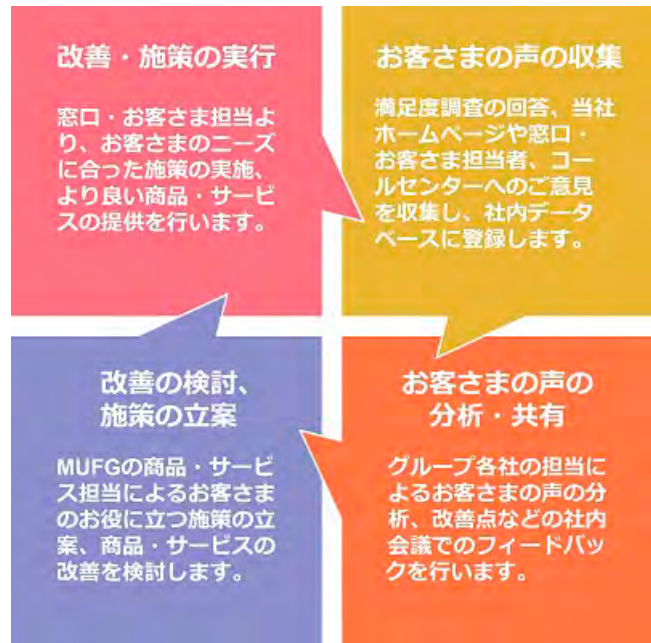 改善・施策の実行
窓口・お客さま担当よ
り、お客さまのニーズ
に合った施策の実施、
より良い商品・サービ
スの提供を行います。
お客さまの声の収集
満足度調査の回答、当社
ホームページや窓口・
お客さま担当者、コー
ルセンターへのご意見
を収集し、社内データ
ベースに登録します。
改善の検討、
施策の立案
MUFGの商品・サービ
ス担当によるお客さま
のお役に立つ施策の立
案、商品・サービスの
改善を検討します。
お客さまの声の
分析・共有
グループ各社の担当に
よるお客さまの声の分
析、改善点などの社内
会議でのフィードバッ
クを行います。